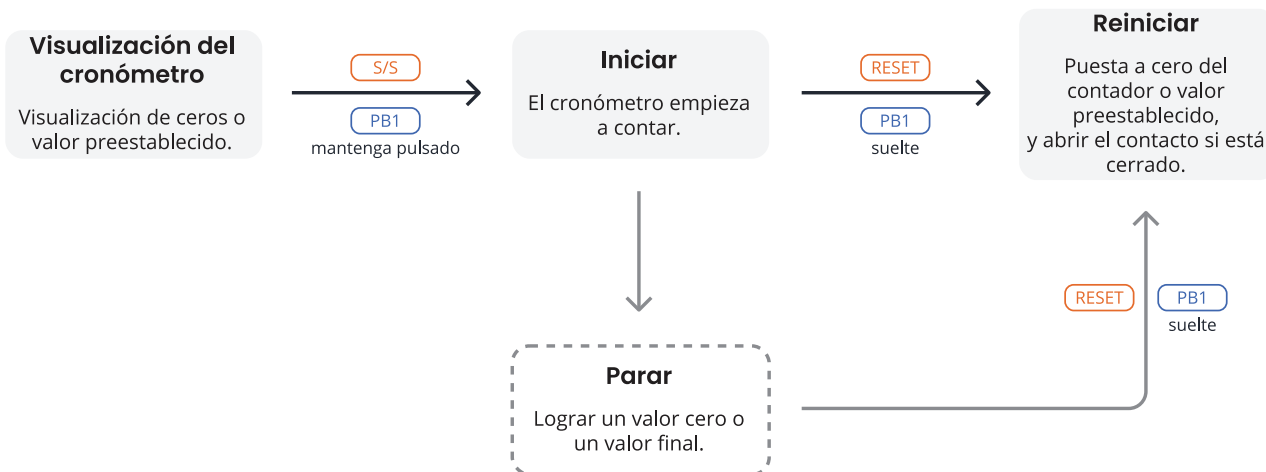 Visualización del
cronómetro
Visualización de ceros o
valor preestablecido.
S/S
PB1
mantenga pulsado
Iniciar
El cronómetro empieza
a contar.
RESET
PB1
suelte
Reiniciar
Puesta a cero del
contador o valor
preestablecido,
y abrir el contacto si está
cerrado.
RESET
PB1
suelte
Parar
Lograr un valor cero o
un valor final.